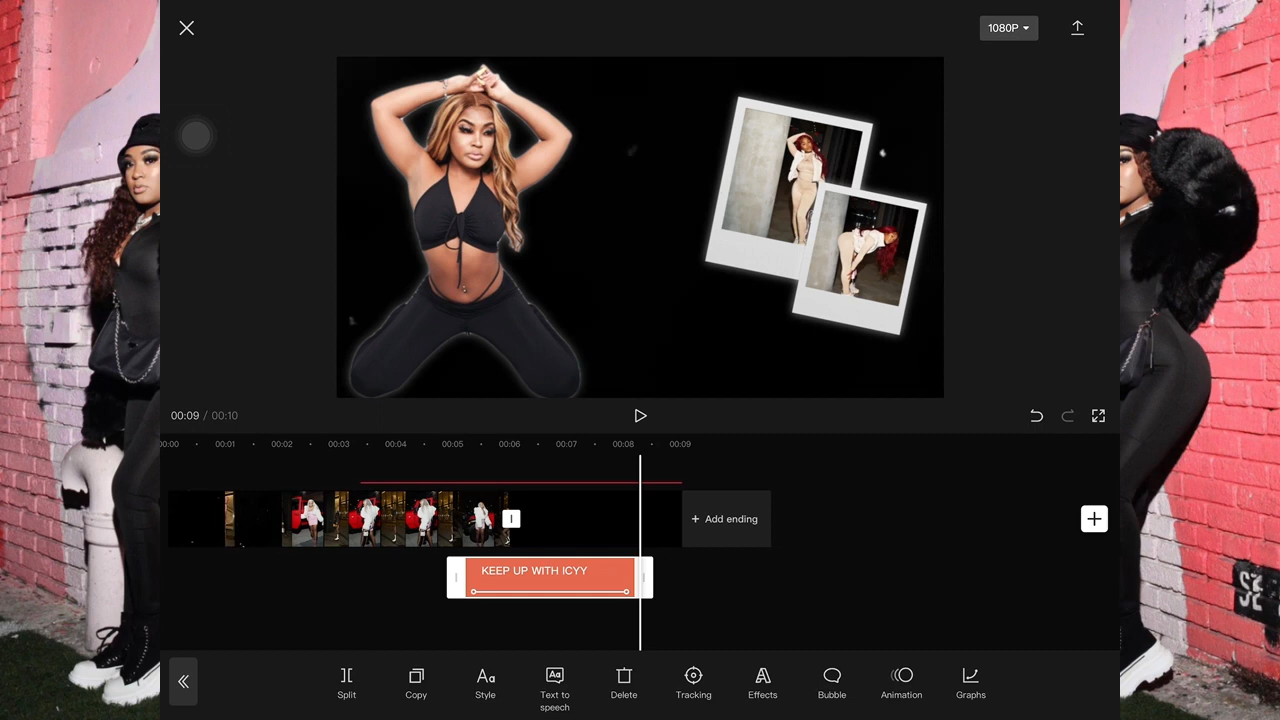 1080P
00:09 / 00:10
00:00 00:01 00:02 00:03 00:04 00:05 00:06 00:07 00:08 00:09
+ Add ending
KEEP UP WITH ICYY
Split
Copy
Style
Text to
speech
Delete
Tracking
Effects
Bubble
Animation
Graphs